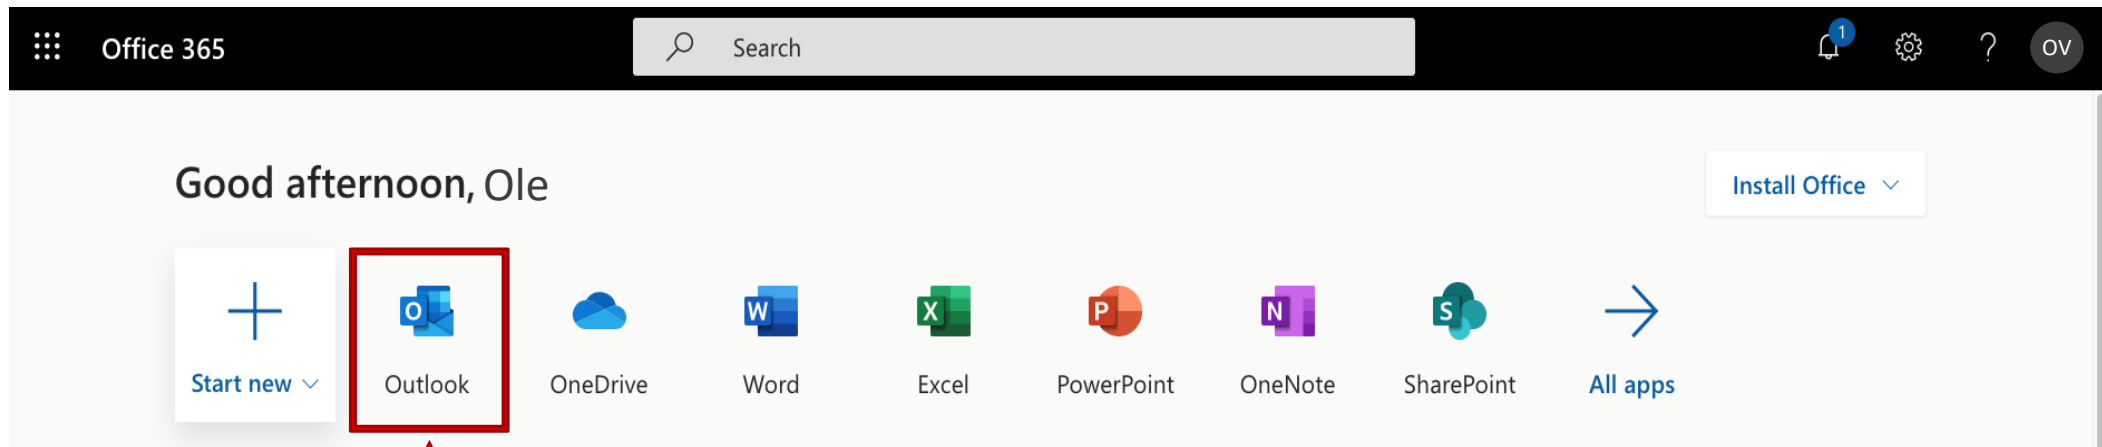 Office 365
Search
1
?
OV
Good afternoon, Ole
Install Office
Start new
Outlook
OneDrive
Word
Excel
PowerPoint
OneNote
SharePoint
All apps